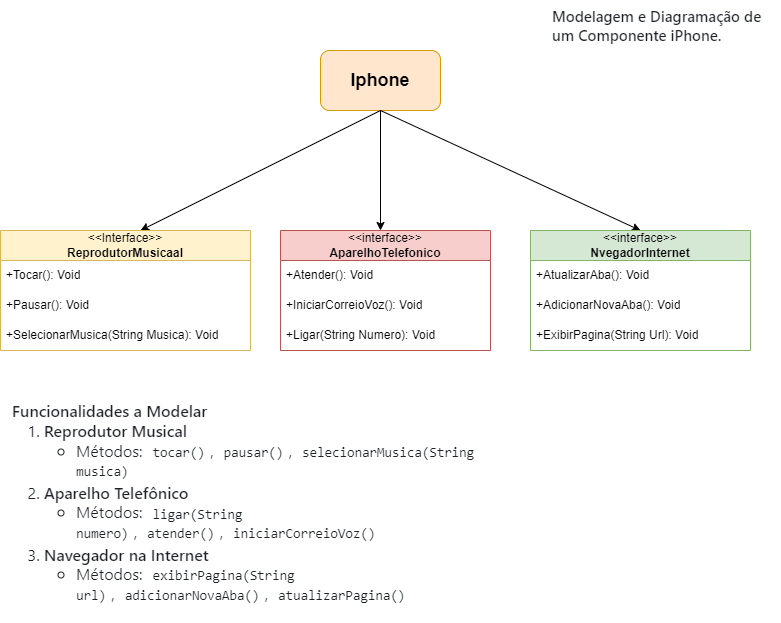 Modelagem e Diagramação de
um Componente iPhone.
Iphone
<<Interface>>
ReprodutorMusicaal
+Tocar(): Void
+Pausar(): Void
+SelecionarMusica(String Musica): Void
<<interface>>
AparelhoTelefonico
+Atender(): Void
+IniciarCorreioVoz(): Void
+Ligar(String Numero): Void
<<interface>>
NvegadorInternet
+AtualizarAba(): Void
+AdicionarNovaAba(): Void
+ExibirPagina(String Url): Void
Funcionalidades a Modelar
1. Reprodutor Musical
○ Métodos: tocar() , pausar() , selecionarMusica(String
musica)
2. Aparelho Telefônico
○ Métodos: ligar(String
numero) , atender() , iniciarCorreioVoz()
3. Navegador na Internet
○ Métodos: exibirPagina(String
url) , adicionarNovaAba() , atualizarPagina()